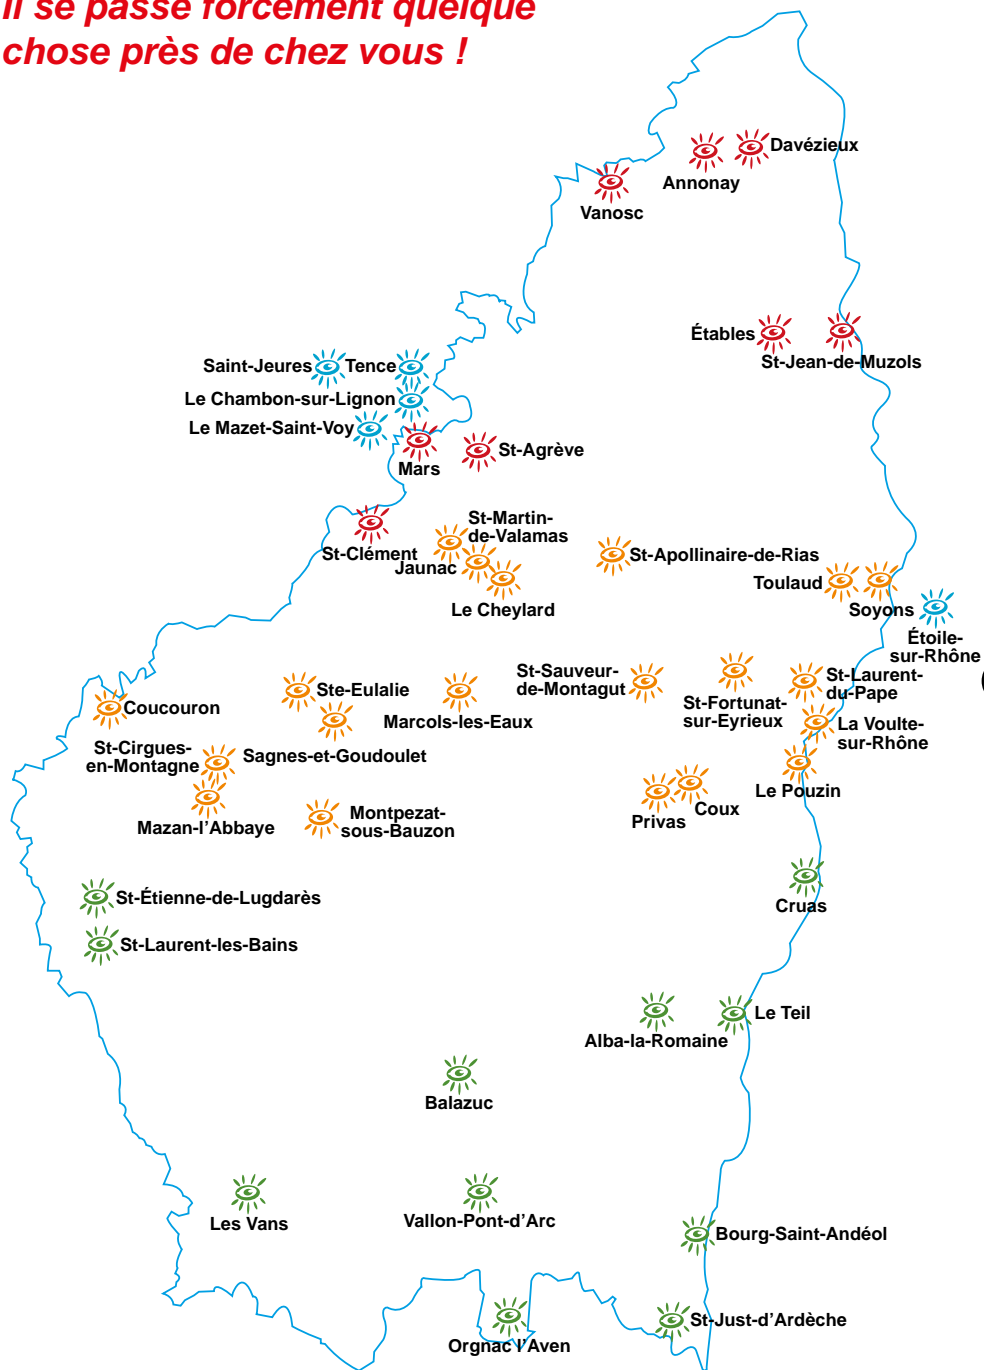 Il se passe forcément quelque
chose près de chez vous !
Davézieux
Annonay
Vanosc
Étables
St-Jean-de-Muzols
Saint-Jeures
Tence
Le Chambon-sur-Lignon
Le Mazet-Saint-Voy
Mars
St-Agrève
St-Clément
St-Martin-
de-Valamas
Jaunac
Le Cheylard
St-Apollinaire-de-Rias
Toulaud
Soyons
Étoile-
sur-Rhône
Coucouron
Ste-Eulalie
Marcols-les-Eaux
St-Sauveur-
de-Montagut
St-Fortunat-
sur-Eyrieux
St-Laurent-
du-Pape
La Voulte-
sur-Rhône
St-Cirgues-
en-Montagne
Sagnes-et-Goudoulet
Mazan-l'Abbaye
Montpezat-
sous-Bauzon
Privas
Coux
Le Pouzin
Cruas
St-Étienne-de-Lugdarès
St-Laurent-les-Bains
Alba-la-Romaine
Le Teil
Balazuc
Les Vans
Vallon-Pont-d'Arc
Bourg-Saint-Andéol
Orgnac l'Aven
St-Just-d'Ardèche